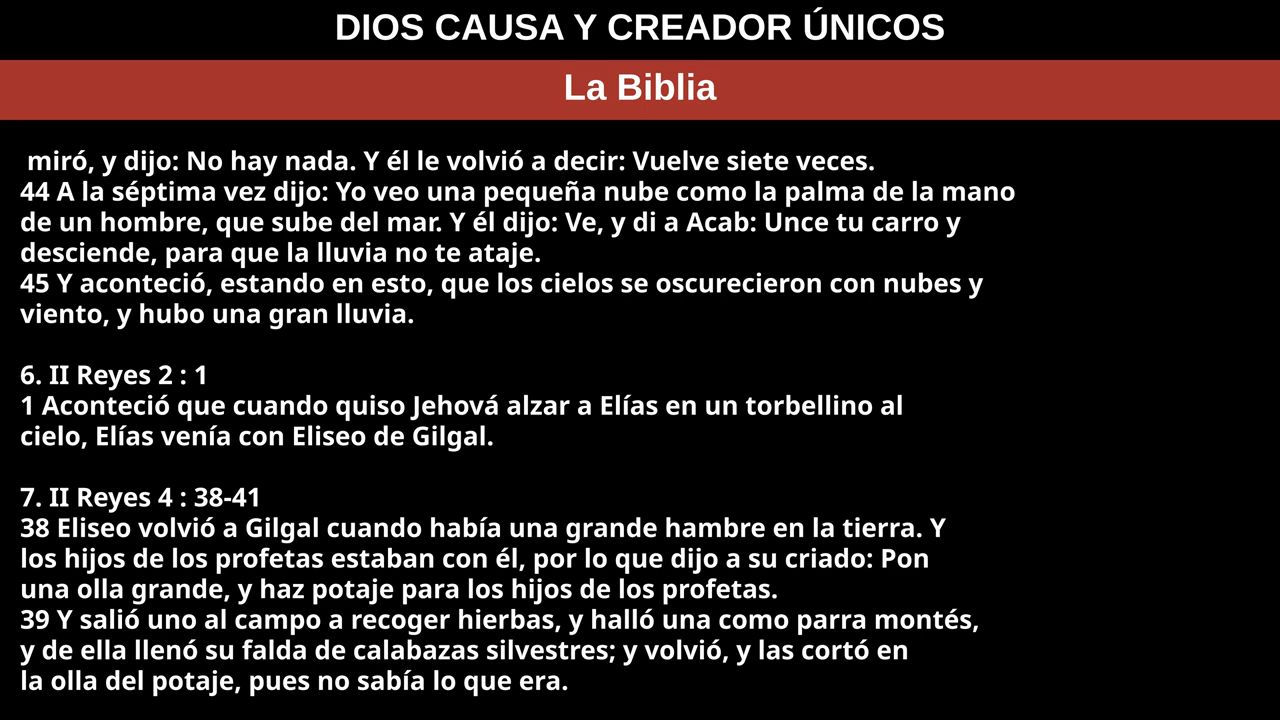 DIOS CAUSA Y CREADOR ÚNICOS
La Biblia
miró, y dijo: No hay nada. Y él le volvió a decir: Vuelve siete veces.
44 A la séptima vez dijo: Yo veo una pequeña nube como la palma de la mano
de un hombre, que sube del mar. Y él dijo: Ve, y di a Acab: Unce tu carro y
desciende, para que la lluvia no te ataje.
45 Y aconteció, estando en esto, que los cielos se oscurecieron con nubes y
viento, y hubo una gran lluvia.
6. II Reyes 2 : 1
1 Aconteció que cuando quiso Jehová alzar a Elías en un torbellino al
cielo, Elías venía con Eliseo de Gilgal.
7. II Reyes 4 : 38-41
38 Eliseo volvió a Gilgal cuando había una grande hambre en la tierra. Y
los hijos de los profetas estaban con él, por lo que dijo a su criado: Pon
una olla grande, y haz potaje para los hijos de los profetas.
39 Y salió uno al campo a recoger hierbas, y halló una como parra montés,
y de ella llenó su falda de calabazas silvestres; y volvió, y las cortó en
la olla del potaje, pues no sabía lo que era.